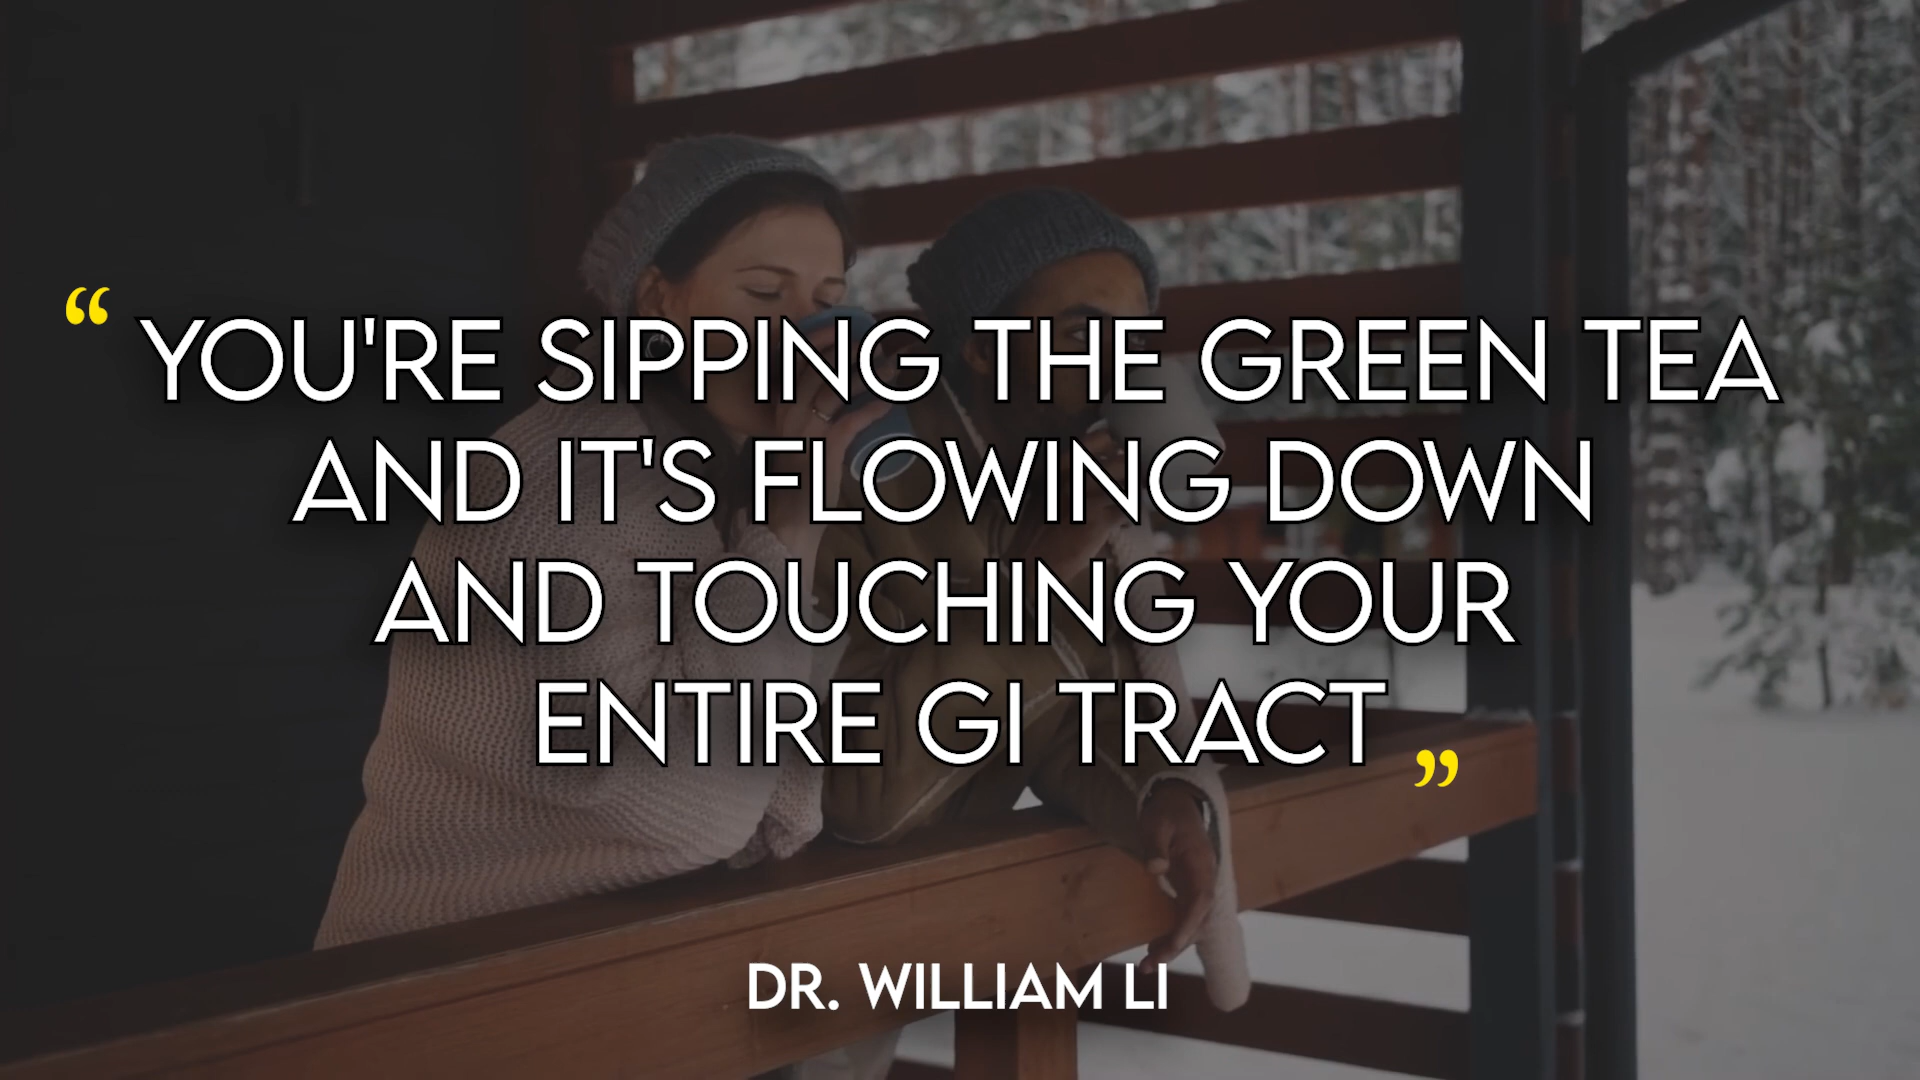 “ YOU'RE SIPPING THE GREEN TEA
AND IT'S FLOWING DOWN
AND TOUCHING YOUR
ENTIRE GI TRACT ”
DR. WILLIAM LI